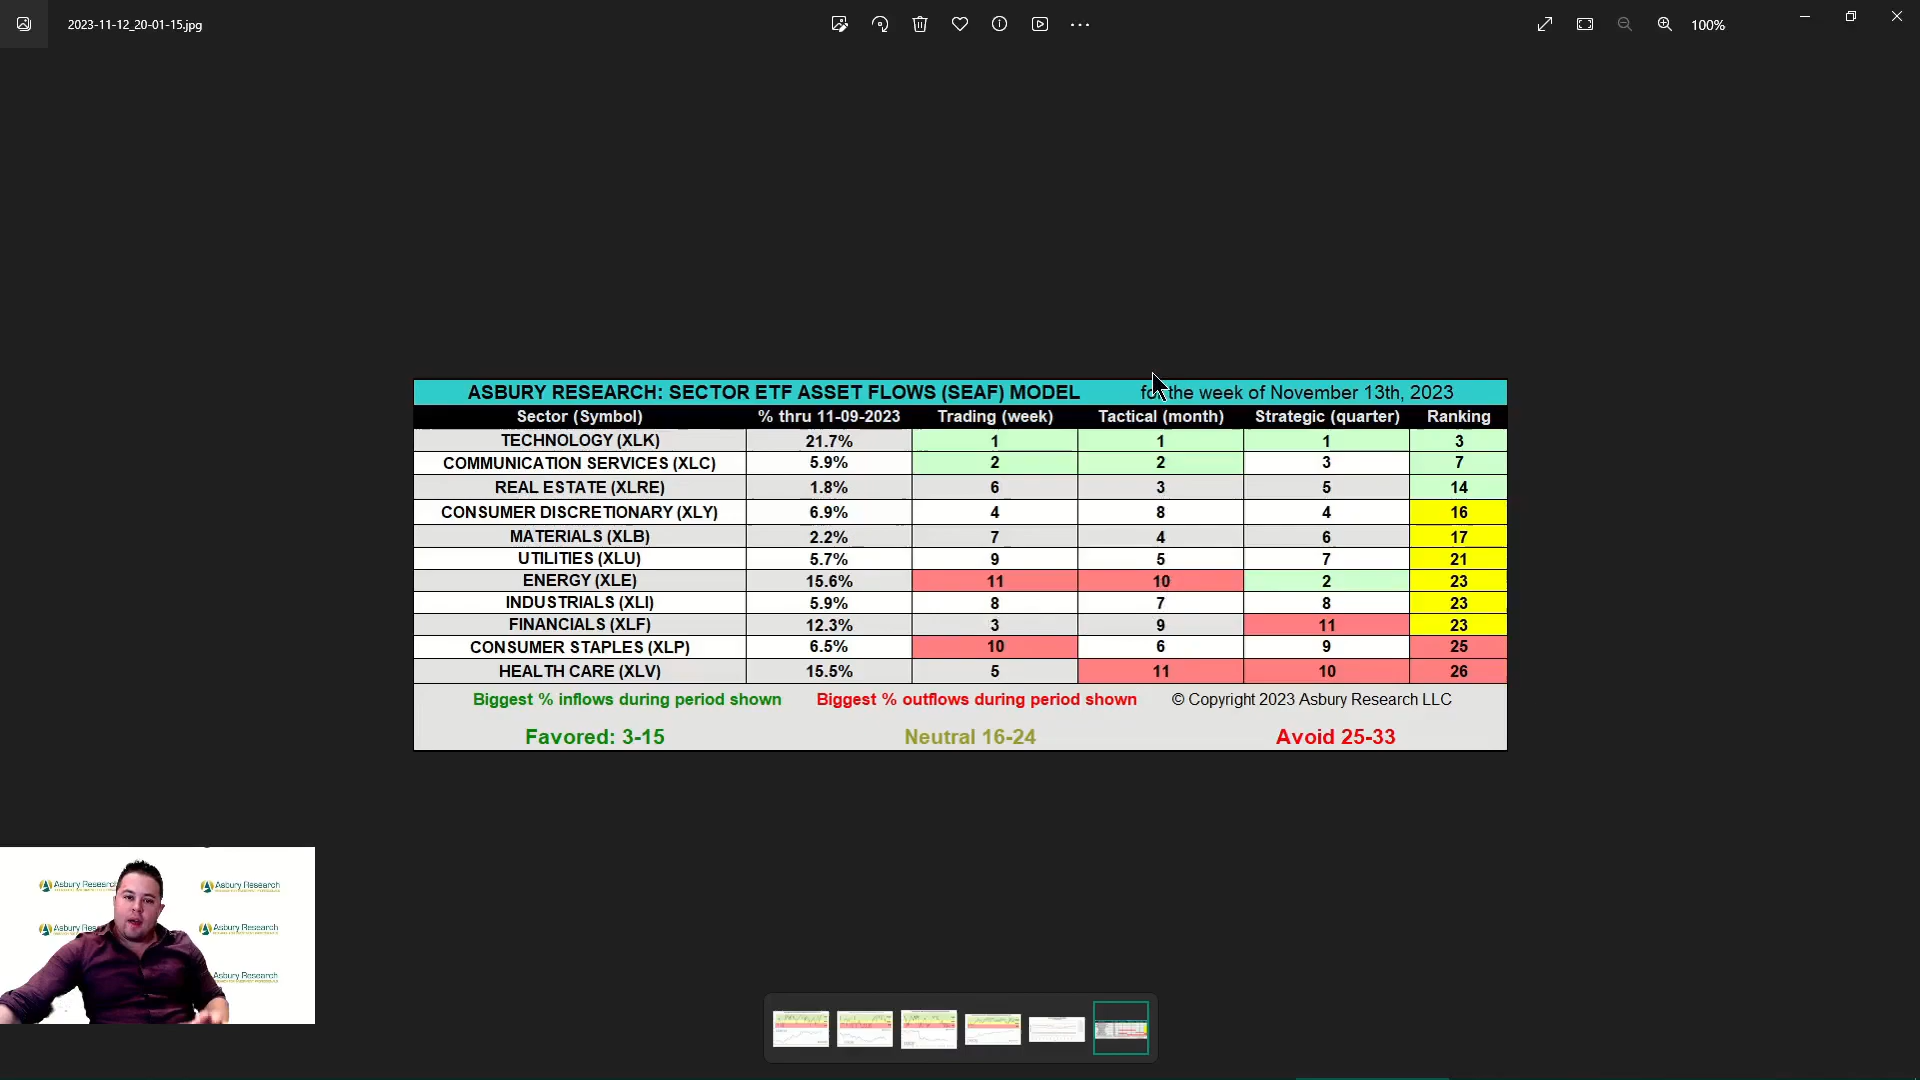 2023-11-12_20-01-15.jpg
100%
ASBURY RESEARCH: SECTOR ETF ASSET FLOWS (SEAF) MODEL for the week of November 13th, 2023
Sector (Symbol) % thru 11-09-2023 Trading (week) Tactical (month) Strategic (quarter) Ranking
TECHNOLOGY (XLK) 21.7% 1 1 1 3
COMMUNICATION SERVICES (XLC) 5.9% 2 2 3 7
REAL ESTATE (XLRE) 1.8% 6 3 5 14
CONSUMER DISCRETIONARY (XLY) 6.9% 4 8 4 16
MATERIALS (XLB) 2.2% 7 4 6 17
UTILITIES (XLU) 5.7% 9 5 7 21
ENERGY (XLE) 15.6% 11 10 2 23
INDUSTRIALS (XLI) 5.9% 8 7 8 23
FINANCIALS (XLF) 12.3% 3 9 11 23
CONSUMER STAPLES (XLP) 6.5% 10 6 9 25
HEALTH CARE (XLV) 15.5% 5 11 10 26
Biggest % inflows during period shown Biggest % outflows during period shown © Copyright 2023 Asbury Research LLC
Favored: 3-15 Neutral 16-24 Avoid 25-33
Asbury Research Asbury Research
Asbury Res Asbury Research
Asbury Research